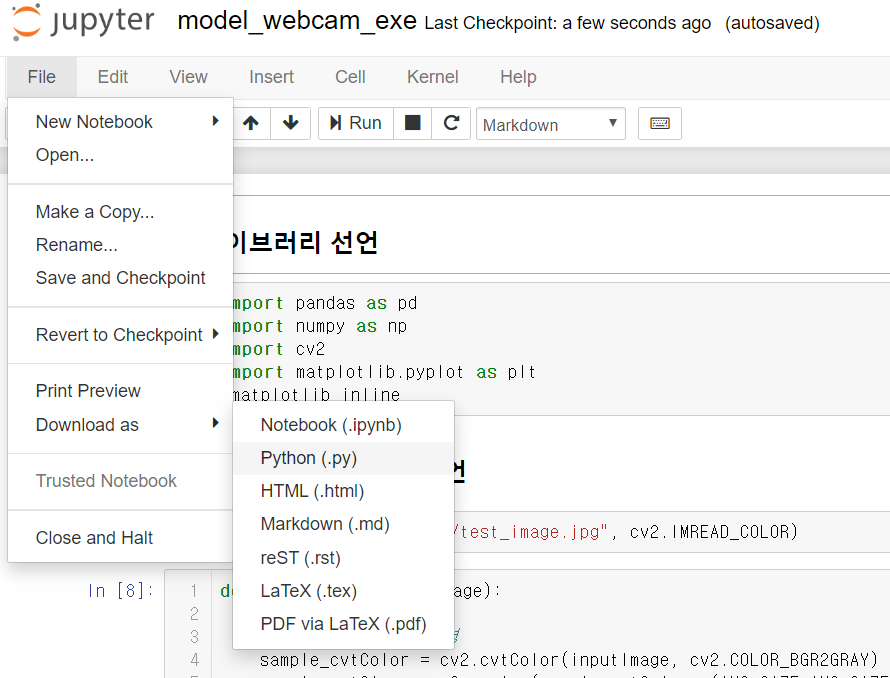 jupyter model_webcam_exe Last Checkpoint: a few seconds ago (autosaved)
File Edit View Insert Cell Kernel Help
Run Markdown
New Notebook
Open...
Make a Copy...
Rename...
Save and Checkpoint
Revert to Checkpoint
Print Preview
Download as
Trusted Notebook
Close and Halt
Notebook (.ipynb)
Python (.py)
HTML (.html)
Markdown (.md)
reST (.rst)
LaTeX (.tex)
PDF via LaTeX (.pdf)
이브러리 선언
mport pandas as pd
mport numpy as np
mport cv2
mport matplotlib.pyplot as plt
matplotlib inline
언
/test_image.jpg", cv2.IMREAD_COLOR)
In [8]:
1 d age):
2
3
4 sample_cvtColor = cv2.cvtColor(inputImage, cv2.COLOR_BGR2GRAY)